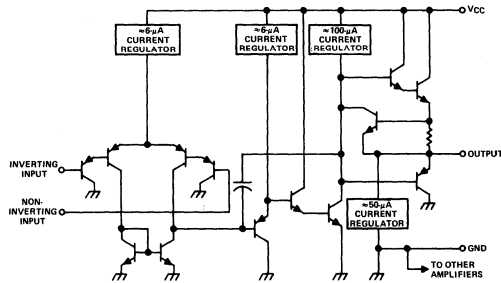 VCC
≈6-μA
CURRENT
REGULATOR
≈6-μA
CURRENT
REGULATOR
≈100-μA
CURRENT
REGULATOR
INVERTING
INPUT
OUTPUT
NON-
INVERTING
INPUT
≈50-μA
CURRENT
REGULATOR
GND
TO OTHER
AMPLIFIERS